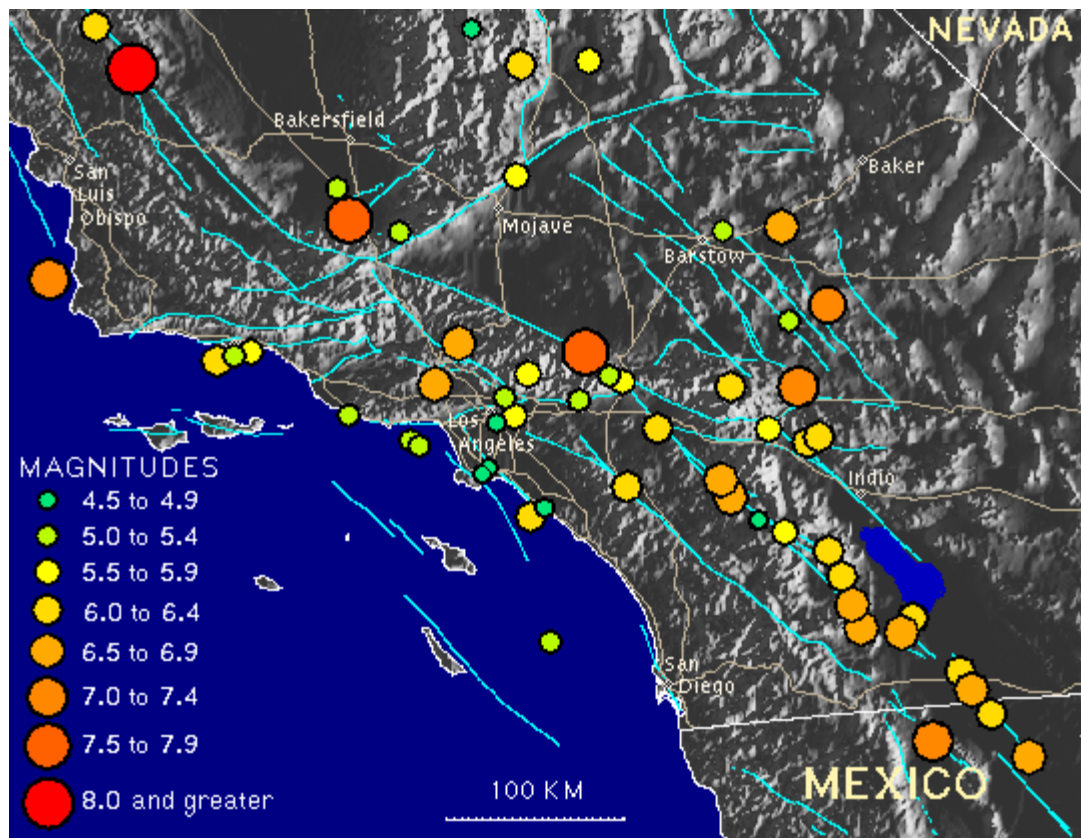 NEVADA
Bakersfield
Baker
San
Luis
Obispo
Mojave
Barstow
Los
Angeles
Indio
MAGNITUDES
4.5 to 4.9
5.0 to 5.4
5.5 to 5.9
6.0 to 6.4
6.5 to 6.9
7.0 to 7.4
7.5 to 7.9
8.0 and greater
San
Diego
100 KM
MEXICO